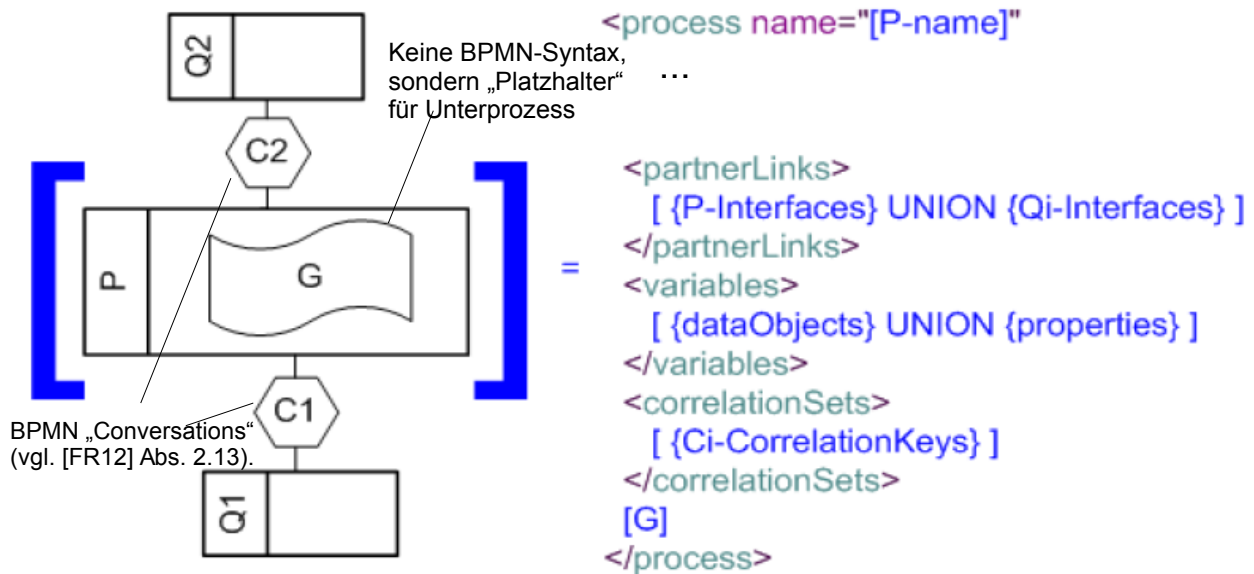 Q2
Keine BPMN-Syntax,
sondern „Platzhalter“
für Unterprozess
C2
P
G
C1
BPMN „Conversations“
(vgl. [FR12] Abs. 2.13).
Q1
=
<process name="[P-name]"
...
<partnerLinks>
[ {P-Interfaces} UNION {Qi-Interfaces} ]
</partnerLinks>
<variables>
[ {dataObjects} UNION {properties} ]
</variables>
<correlationSets>
[ {Ci-CorrelationKeys} ]
</correlationSets>
[G]
</process>